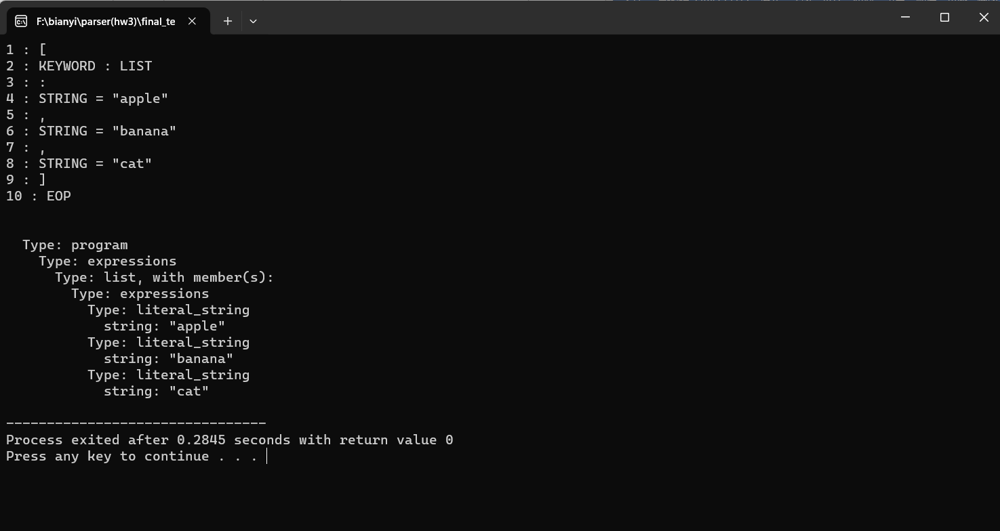 F:\bianyi\parser(hw3)\final_te
1 : [
2 : KEYWORD : LIST
3 : :
4 : STRING = "apple"
5 : ,
6 : STRING = "banana"
7 : ,
8 : STRING = "cat"
9 : ]
10 : EOP
Type: program
Type: expressions
Type: list, with member(s):
Type: expressions
Type: literal_string
string: "apple"
Type: literal_string
string: "banana"
Type: literal_string
string: "cat"
--------------------------------
Process exited after 0.2845 seconds with return value 0
Press any key to continue . . .